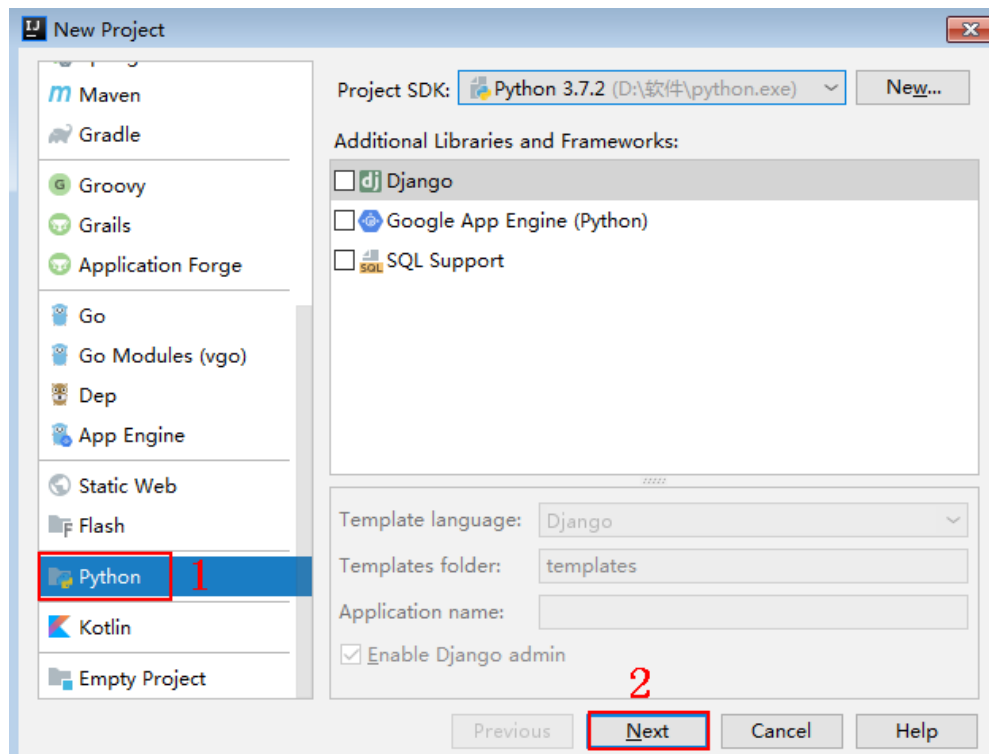 New Project
Maven
Gradle
Groovy
Grails
Application Forge
Go
Go Modules (vgo)
Dep
App Engine
Static Web
Flash
Python 1
Kotlin
Empty Project
Project SDK: Python 3.7.2 (D:\软件\python.exe) New...
Additional Libraries and Frameworks:
dj Django
Google App Engine (Python)
SQL SQL Support
Template language: Django
Templates folder: templates
Application name:
Enable Django admin
2
Previous Next Cancel Help